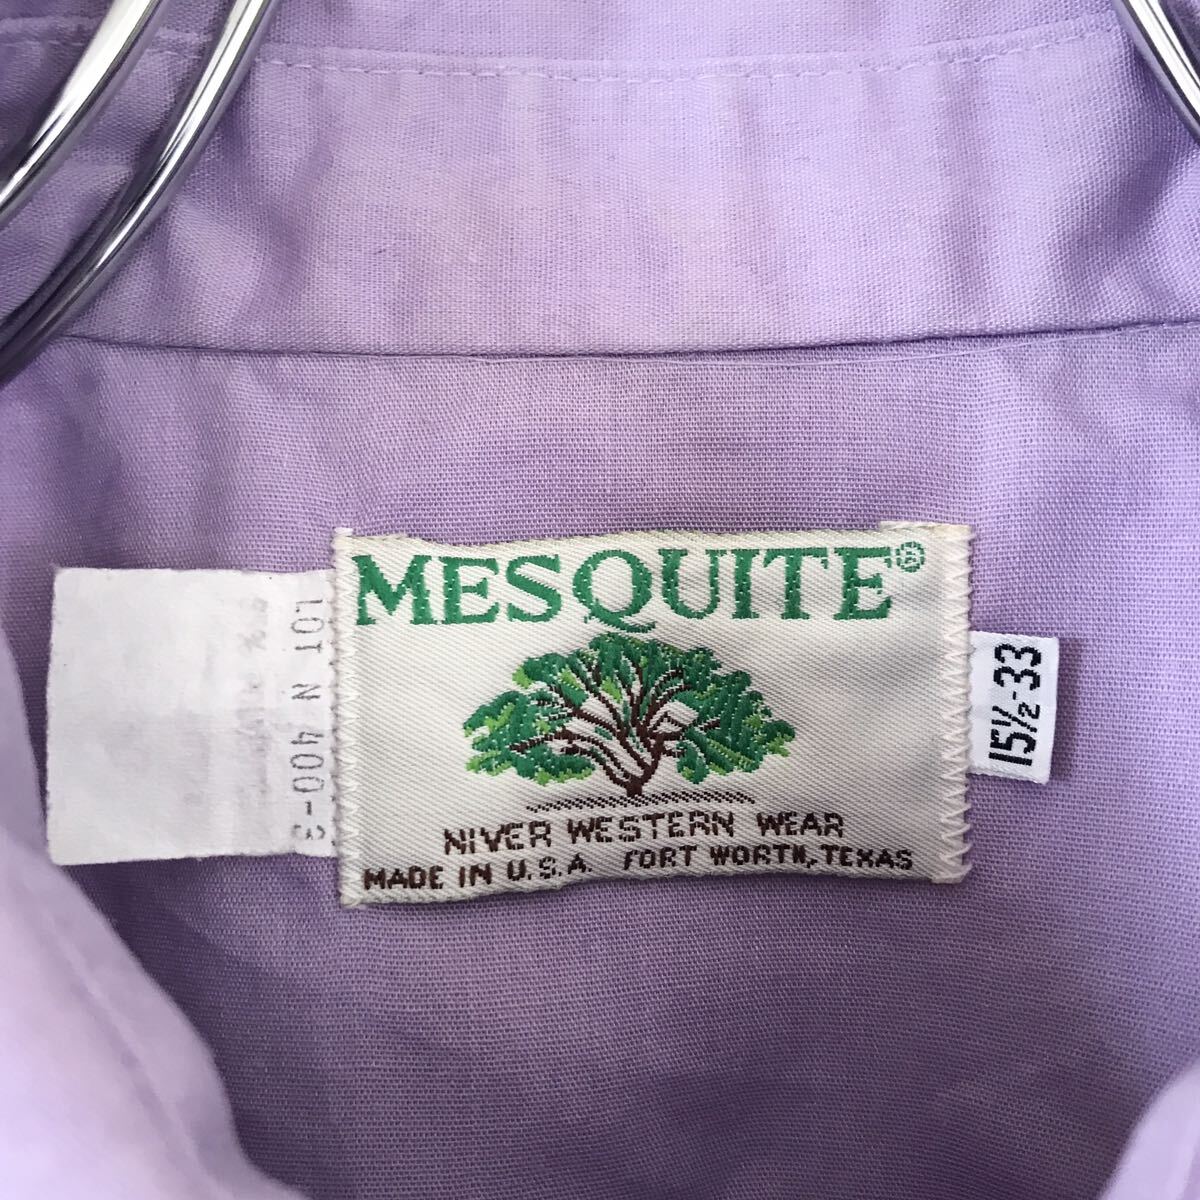 MESQUITE®
NIVER WESTERN WEAR
MADE IN U.S.A. FORT WORTH, TEXAS
15½-33
LOT N 400-3